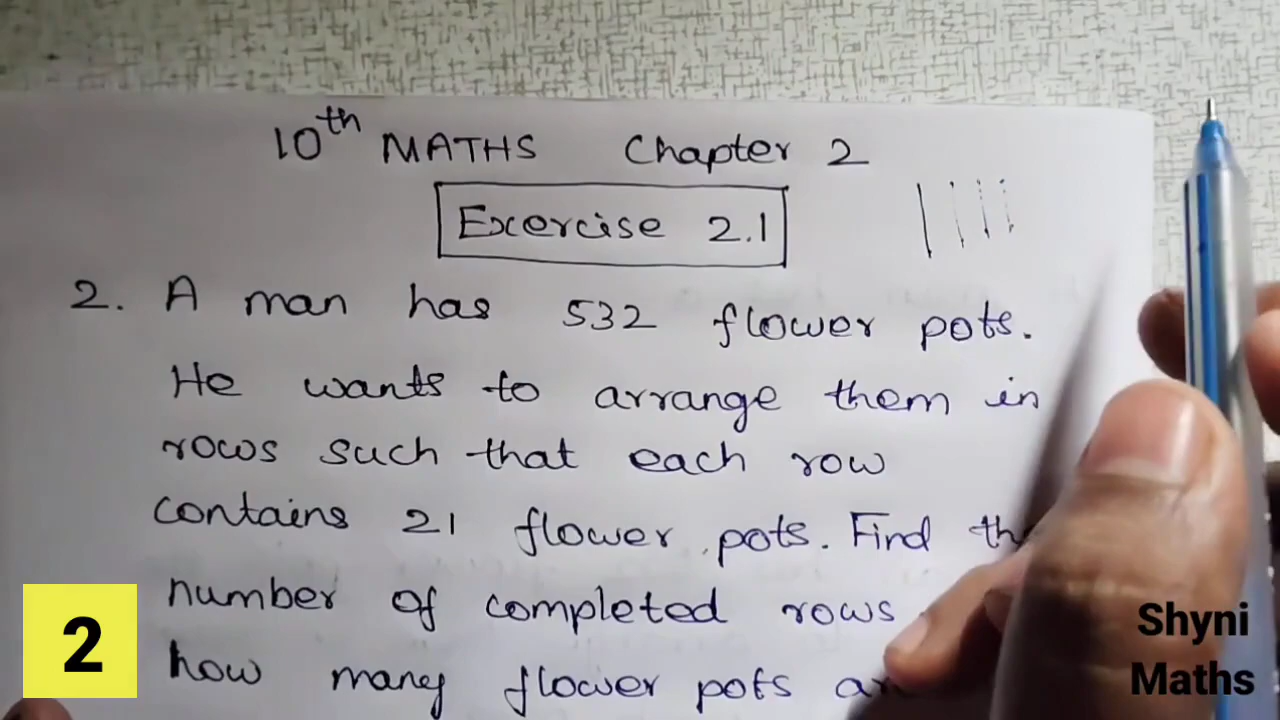 10th MATHS Chapter 2
Exercise 2.1
2. A man has 532 flower pots.
He wants to arrange them in
rows such that each row
contains 21 flower pots. Find
number of completed rows
how many flower pots
2
Shyni
Maths